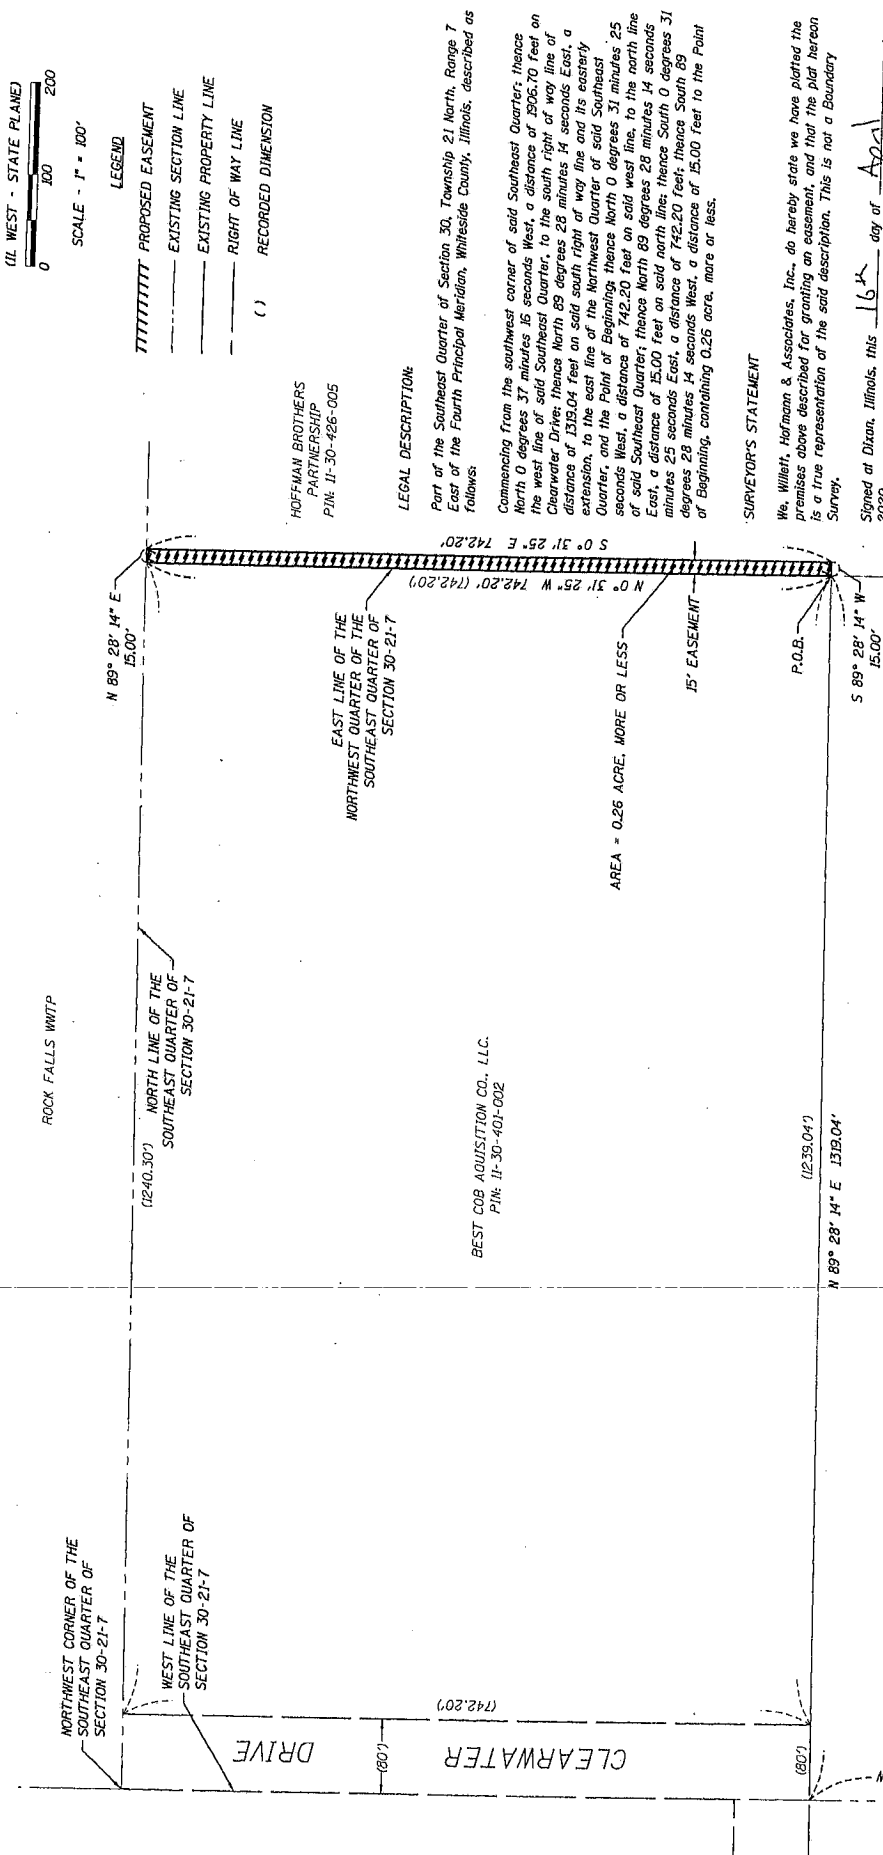 (IL WEST - STATE PLANE)
0 100 200
SCALE - 1" = 100'
LEGEND
PROPOSED EASEMENT
EXISTING SECTION LINE
EXISTING PROPERTY LINE
RIGHT OF WAY LINE
( ) RECORDED DIMENSION
HOFFMAN BROTHERS
PARTNERSHIP
PIN: 11-30-426-005
LEGAL DESCRIPTION:
Part of the Southeast Quarter of Section 30, Township 21 North, Range 7
East of the Fourth Principal Meridian, Whiteside County, Illinois, described as
follows:
Commencing from the southwest corner of said Southeast Quarter; thence
North 0 degrees 37 minutes 16 seconds West, a distance of 1906.70 feet on
the west line of said Southeast Quarter, to the south right of way line of
Clearwater Drive; thence North 89 degrees 28 minutes 14 seconds East, a
distance of 1319.04 feet on said south right of way line and its easterly
extension, to the east line of the Northwest Quarter of said Southeast
Quarter, and the Point of Beginning; thence North 0 degrees 31 minutes 25
seconds West, a distance of 742.20 feet on said west line, to the north line
of said Southeast Quarter; thence North 89 degrees 28 minutes 14 seconds
East, a distance of 15.00 feet on said north line; thence South 0 degrees 31
minutes 25 seconds East, a distance of 742.20 feet; thence South 89
degrees 28 minutes 14 seconds West, a distance of 15.00 feet to the Point
of Beginning, containing 0.26 acre, more or less.
SURVEYOR'S STATEMENT
We, Willett, Hofmann & Associates, Inc., do hereby state we have platted the
premises above described for granting an easement, and that the plat hereon
is a true representation of the said description. This is not a Boundary
Survey.
Signed at Dixon, Illinois, this 16th day of April
2020
N 89° 28' 14" E
15.00'
S 0° 31' 25" E 742.20'
N 0° 31' 25" W 742.20' (742.20')
EAST LINE OF THE
NORTHWEST QUARTER OF THE
SOUTHEAST QUARTER OF
SECTION 30-21-7
AREA = 0.26 ACRE, MORE OR LESS
15' EASEMENT
P.O.B.
S 89° 28' 14" W
15.00'
ROCK FALLS WWTP
(1240.30')
NORTH LINE OF THE
SOUTHEAST QUARTER OF
SECTION 30-21-7
BEST COB AQUISITION CO., LLC.
PIN: 11-30-401-002
(1239.04')
N 89° 28' 14" E 1319.04'
NORTHWEST CORNER OF THE
SOUTHEAST QUARTER OF
SECTION 30-21-7
WEST LINE OF THE
SOUTHEAST QUARTER OF
SECTION 30-21-7
(742.20')
CLEARWATER DRIVE
(80')
(80')
N